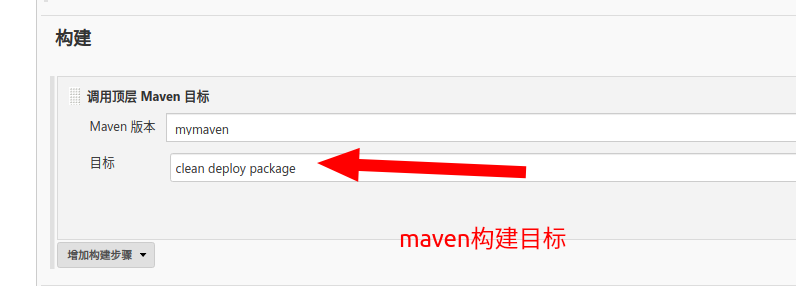 构建
调用顶层 Maven 目标
Maven 版本 mymaven
目标 clean deploy package
maven构建目标
增加构建步骤